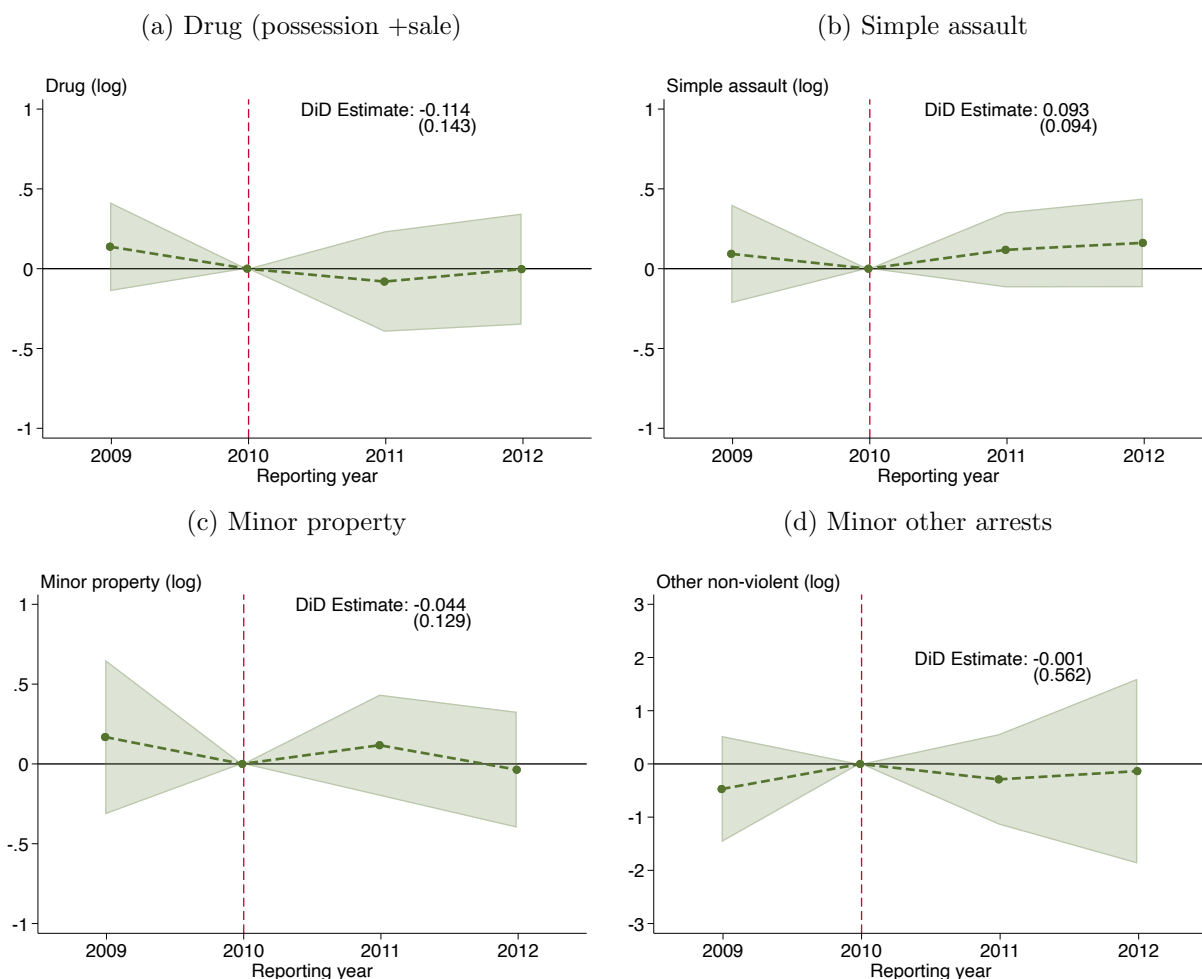 (a) Drug (possession +sale)
Drug (log)
DiD Estimate: -0.114
(0.143)
1
.5
0
-.5
-1
2009 2010 2011 2012
Reporting year
(b) Simple assault
Simple assault (log)
DiD Estimate: 0.093
(0.094)
1
.5
0
-.5
-1
2009 2010 2011 2012
Reporting year
(c) Minor property
Minor property (log)
DiD Estimate: -0.044
(0.129)
1
.5
0
-.5
-1
2009 2010 2011 2012
Reporting year
(d) Minor other arrests
Other non-violent (log)
3
2
DiD Estimate: -0.001
(0.562)
1
0
-1
-2
-3
2009 2010 2011 2012
Reporting year